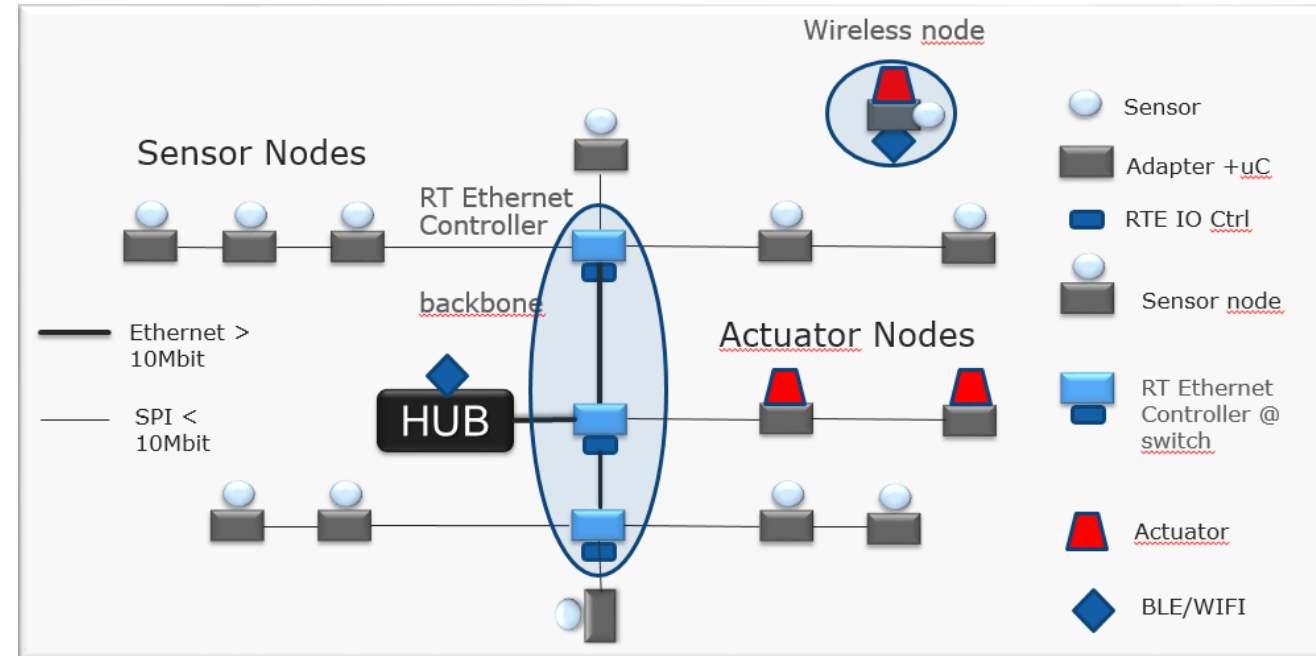 Wireless node
Sensor Nodes
RT Ethernet
Controller
backbone
Ethernet >
10Mbit
SPI <
10Mbit
HUB
Actuator Nodes
Sensor
Adapter +uC
RTE IO Ctrl
Sensor node
RT Ethernet
Controller @
switch
Actuator
BLE/WIFI